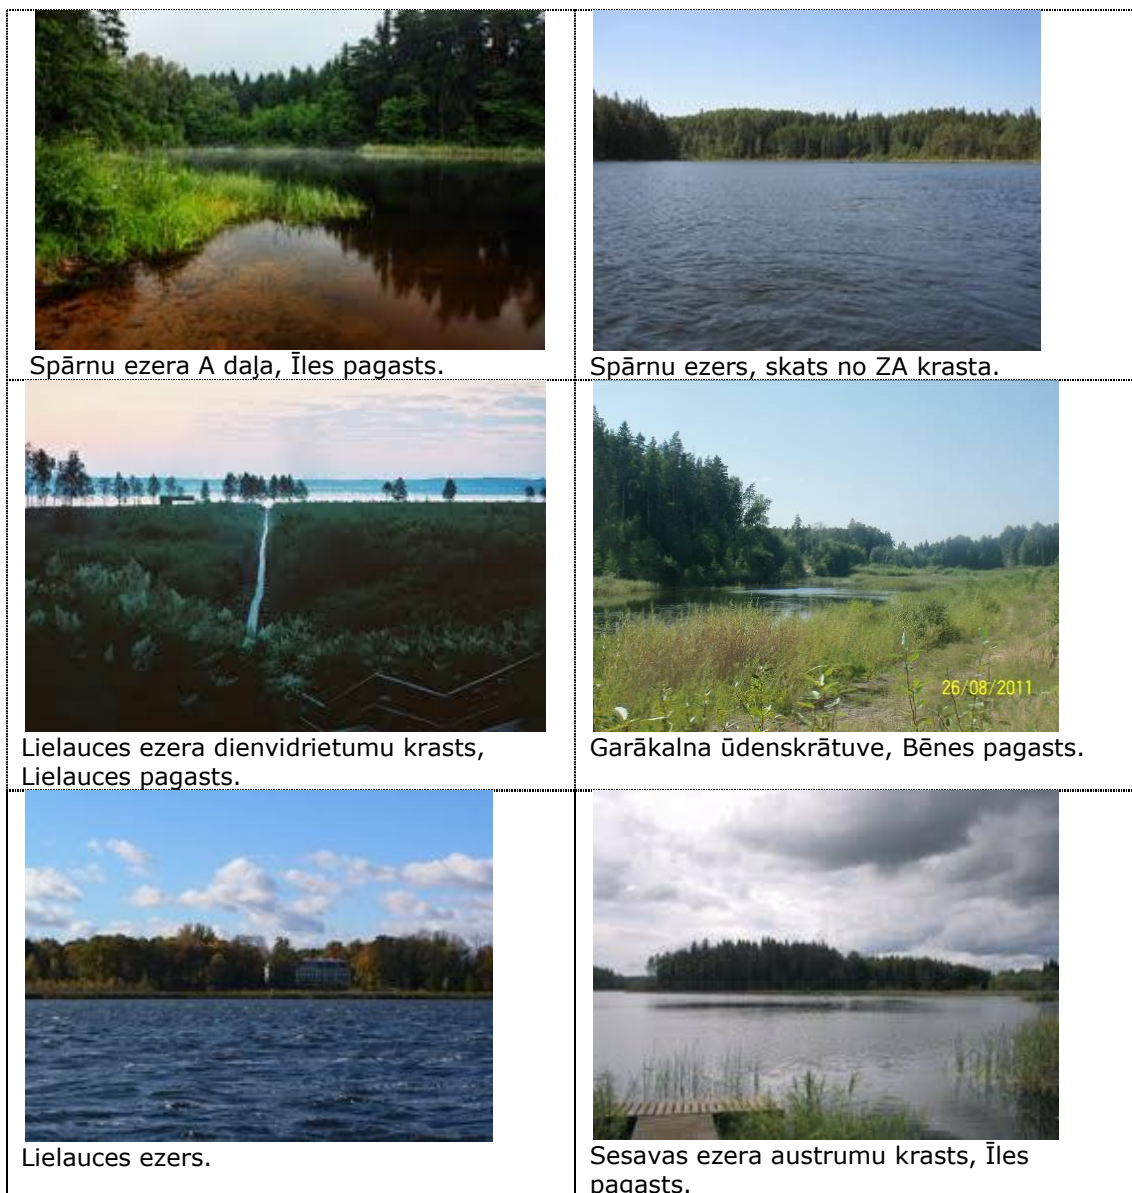 Spārnu ezera A daļa, Īles pagasts.
Spārnu ezers, skats no ZA krasta.
Lielauces ezera dienvidrietumu krasts,
Lielauces pagasts.
26/08/2011
Garākalna ūdenskrātuve, Bēnes pagasts.
Lielauces ezers.
Sesavas ezera austrumu krasts, Īles
pagasts.